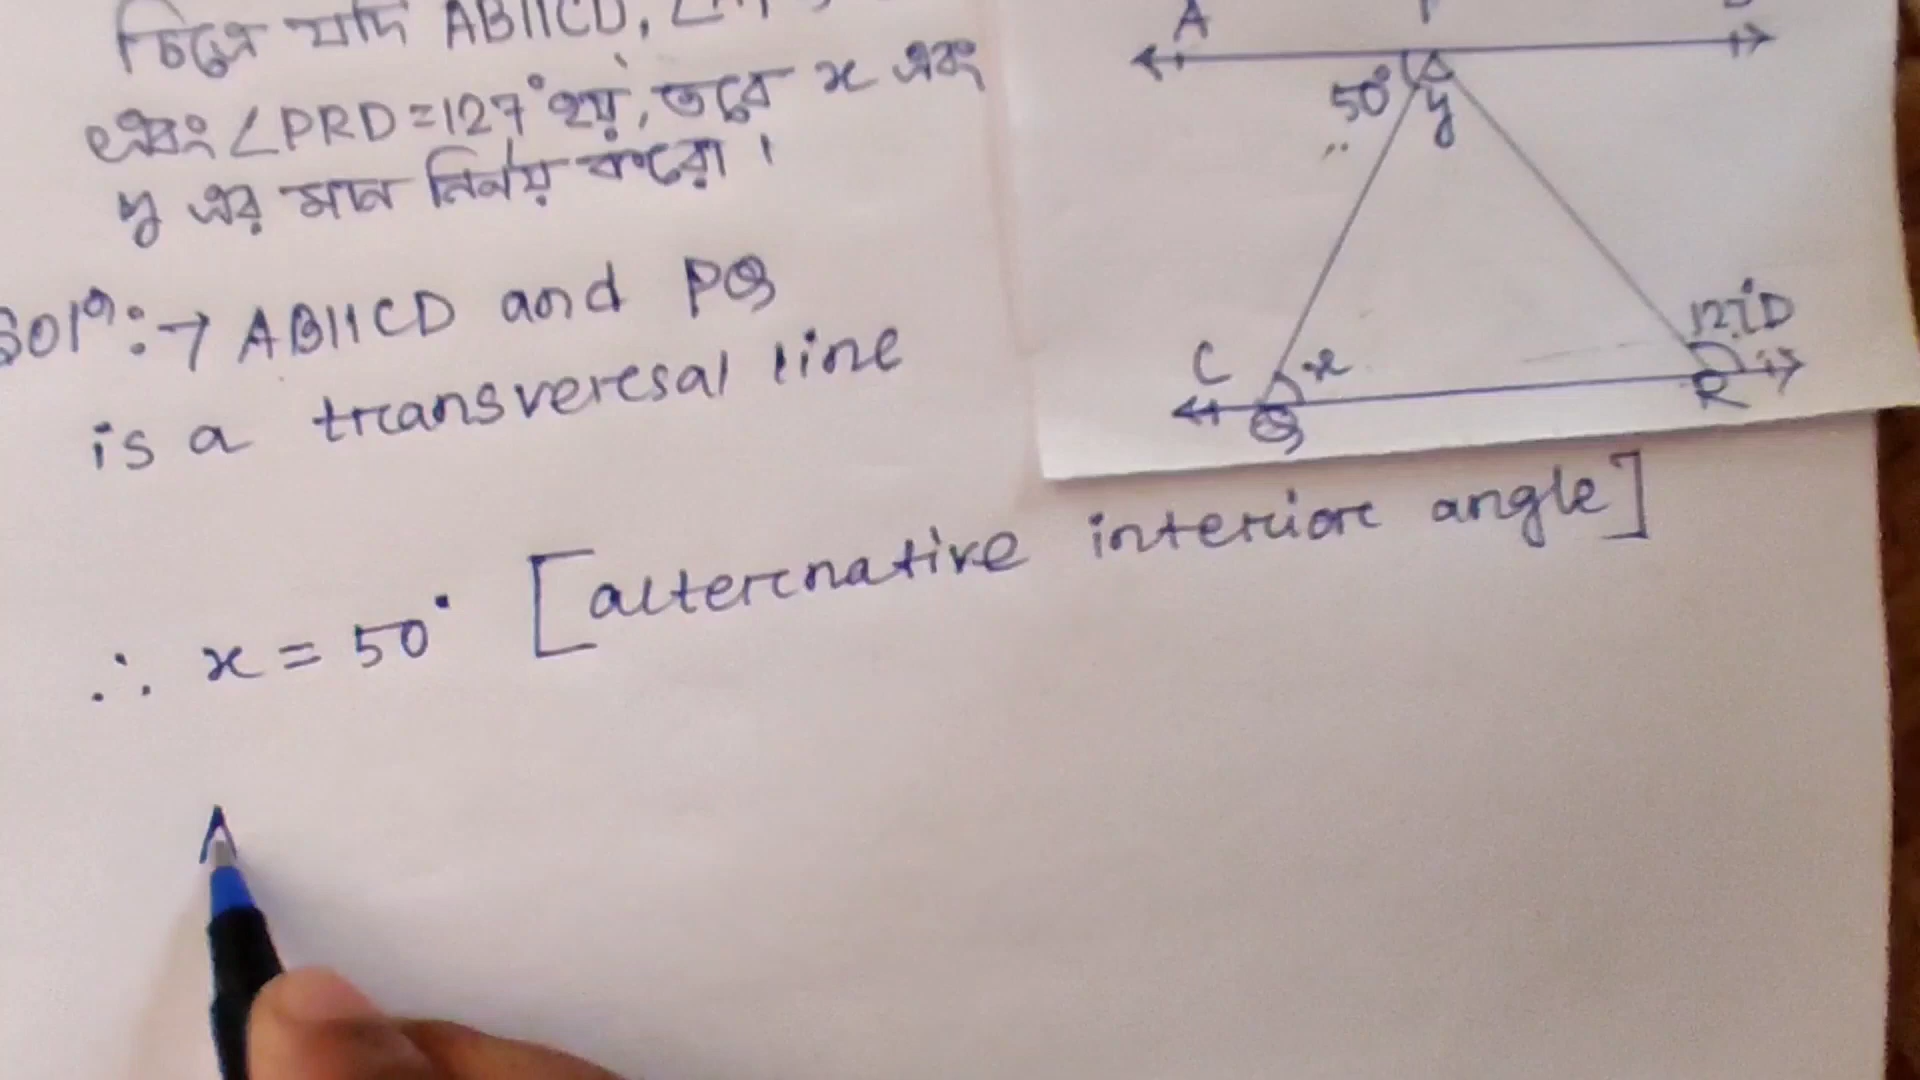 চিত্রে যদি AB||CD,
এবং ∠PRD=127° হয়, তবে x এবং
y এর মান নির্ণয় করো।
Soln:→ AB||CD and PQ
is a transveresal line
∴ x = 50° [alternative interior angle]
A
A
50°
y
C
x
Q
127°
D
R